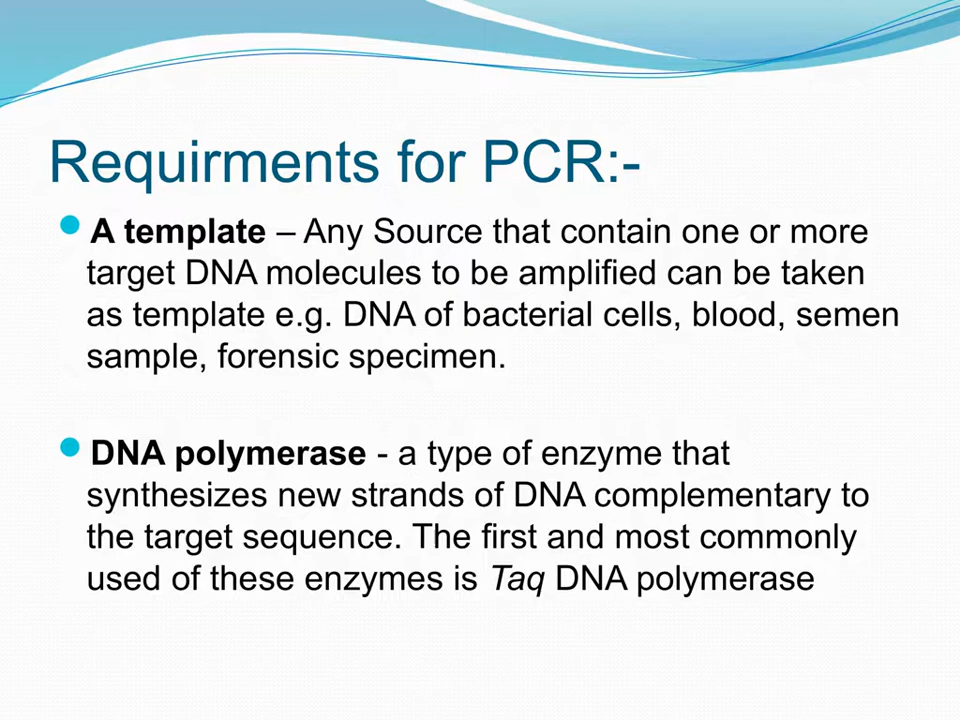 Requirments for PCR:-
A template – Any Source that contain one or more
target DNA molecules to be amplified can be taken
as template e.g. DNA of bacterial cells, blood, semen
sample, forensic specimen.
DNA polymerase - a type of enzyme that
synthesizes new strands of DNA complementary to
the target sequence. The first and most commonly
used of these enzymes is Taq DNA polymerase